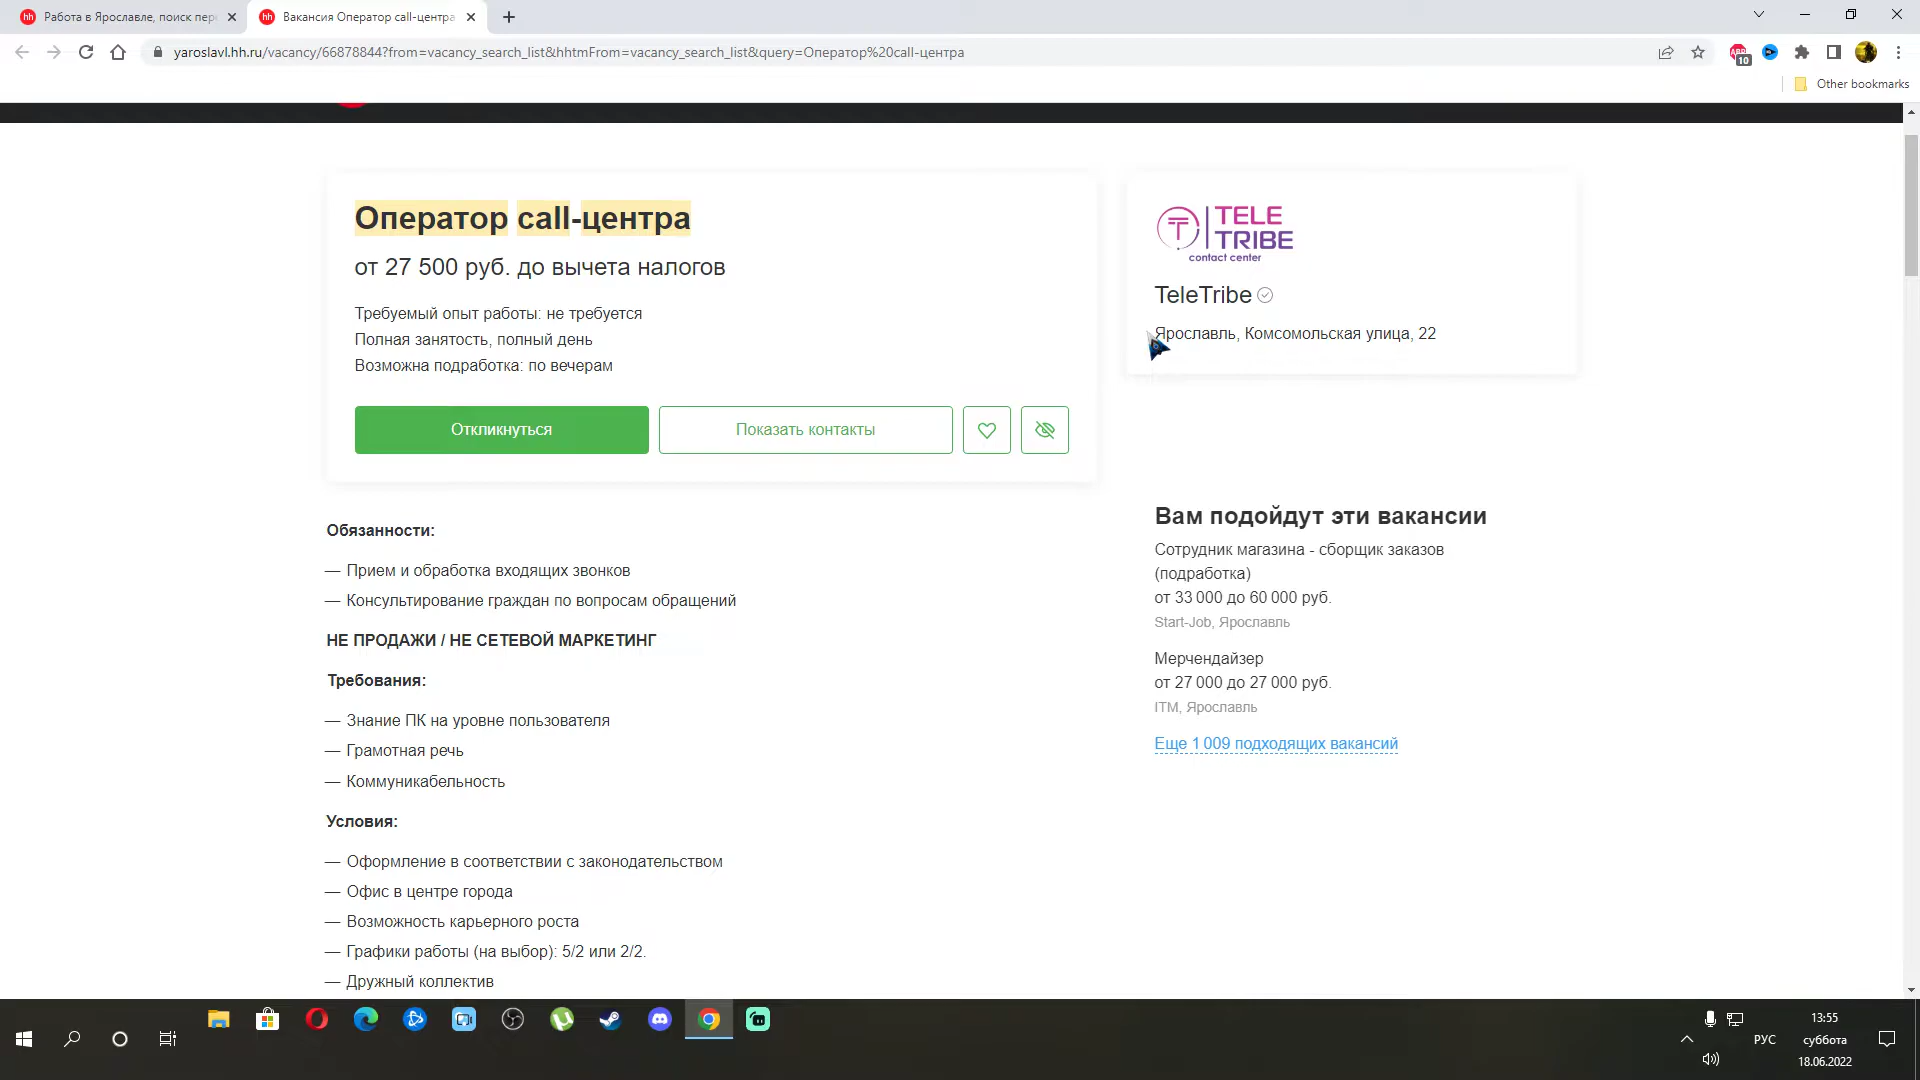 Работа в Ярославле, поиск пер
Вакансия Оператор call-центра
yaroslavl.hh.ru/vacancy/66878844?from=vacancy_search_list&hhtmFrom=vacancy_search_list&query=Оператор%20call-центра
10
Other bookmarks
Оператор call-центра
от 27 500 руб. до вычета налогов
Требуемый опыт работы: не требуется
Полная занятость, полный день
Возможна подработка: по вечерам
Откликнуться
Показать контакты
TELE
TRIBE
contact center
TeleTribe
Ярославль, Комсомольская улица, 22
Обязанности:
— Прием и обработка входящих звонков
— Консультирование граждан по вопросам обращений
НЕ ПРОДАЖИ / НЕ СЕТЕВОЙ МАРКЕТИНГ
Требования:
— Знание ПК на уровне пользователя
— Грамотная речь
— Коммуникабельность
Условия:
— Оформление в соответствии с законодательством
— Офис в центре города
— Возможность карьерного роста
— Графики работы (на выбор): 5/2 или 2/2.
— Дружный коллектив
Вам подойдут эти вакансии
Сотрудник магазина - сборщик заказов
(подработка)
от 33 000 до 60 000 руб.
Start-Job, Ярославль
Мерчендайзер
от 27 000 до 27 000 руб.
ITM, Ярославль
Еще 1 009 подходящих вакансий
РУС
13:55
суббота
18.06.2022